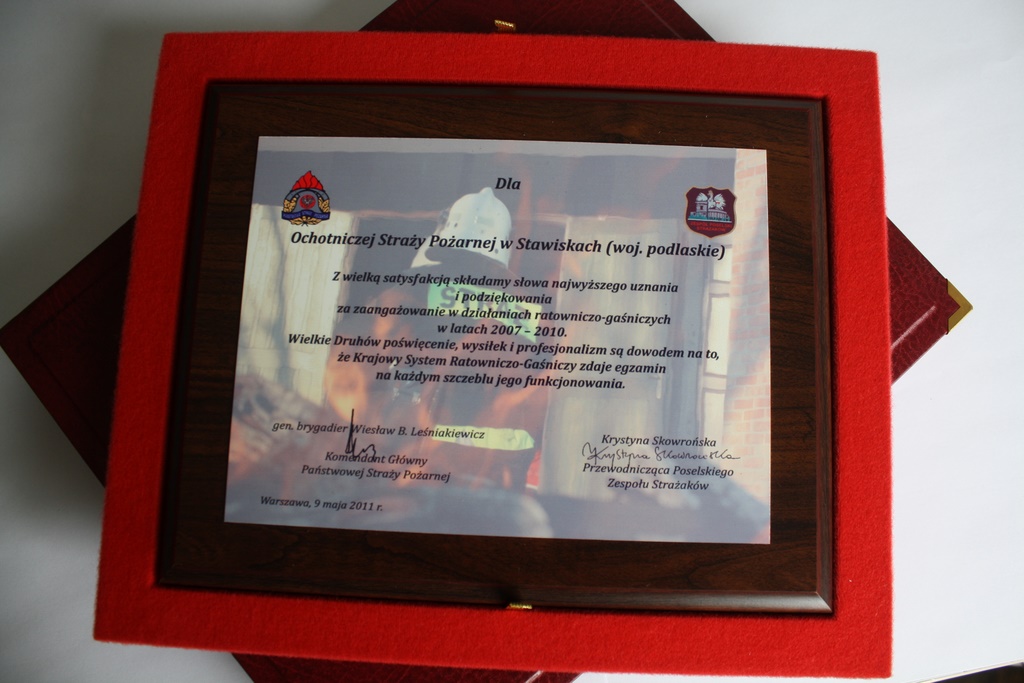 Dla
Ochotniczej Straży Pożarnej w Stawiskach (woj. podlaskie)
Z wielką satysfakcją składamy słowa najwyższego uznania
i podziękowania
za zaangażowanie w działaniach ratowniczo-gaśniczych
w latach 2007 – 2010.
Wielkie Druhów poświęcenie, wysiłek i profesjonalizm są dowodem na to,
że Krajowy System Ratowniczo-Gaśniczy zdaje egzamin
na każdym szczeblu jego funkcjonowania.
gen. brygadier Wiesław B. Leśniakiewicz
Komendant Główny
Państwowej Straży Pożarnej
Krystyna Skowrońska
Krystyna Skowrońska
Przewodnicząca Poselskiego
Zespołu Strażaków
Warszawa, 9 maja 2011 r.